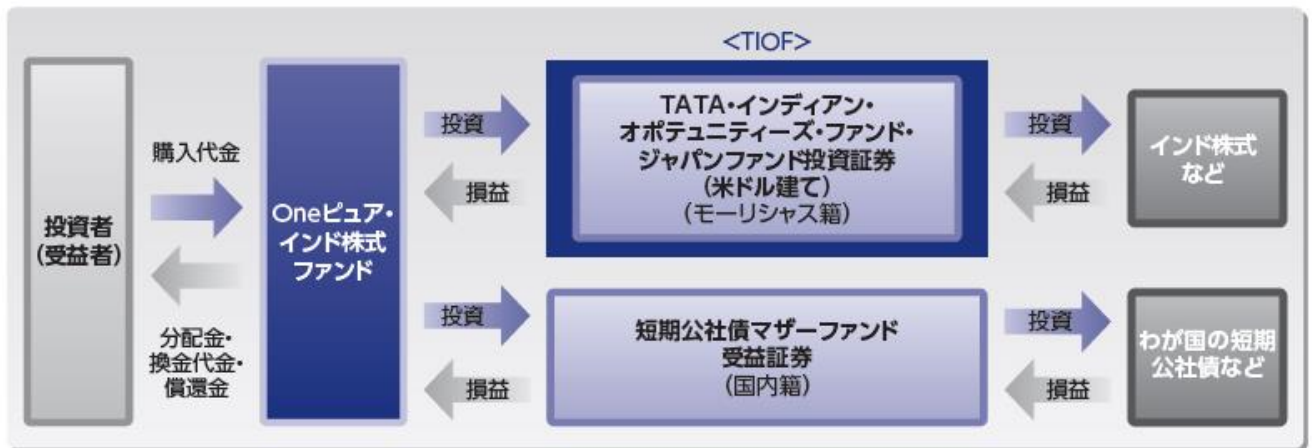 <TIOF>
投資者
(受益者)
購入代金
分配金・
換金代金・
償還金
Oneピュア・
インド株式
ファンド
投資
損益
TATA・インディアン・
オポテュニティーズ・ファンド・
ジャパンファンド投資証券
(米ドル建て)
(モーリシャス籍)
投資
損益
インド株式
など
投資
損益
短期公社債マザーファンド
受益証券
(国内籍)
投資
損益
わが国の短期
公社債など